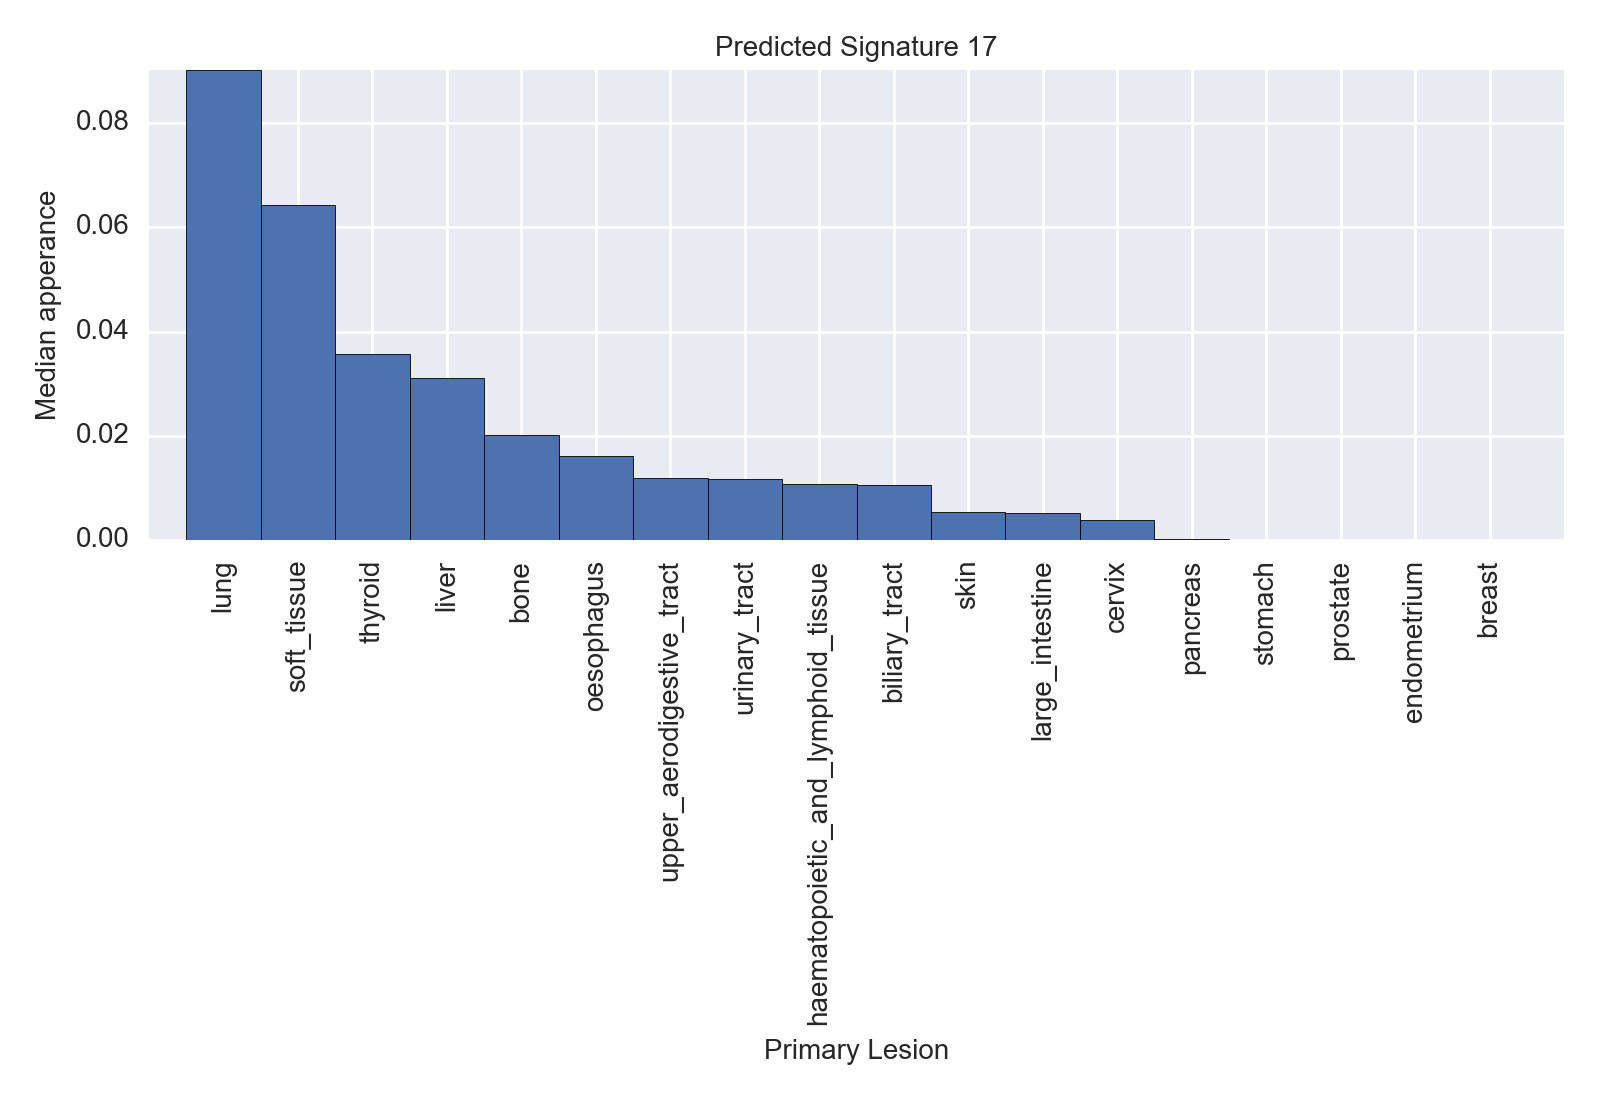 Predicted Signature 17
0.08
0.06
0.04
0.02
0.00
Median apperance
lung
soft_tissue
thyroid
liver
bone
oesophagus
upper_aerodigestive_tract
urinary_tract
haematopoietic_and_lymphoid_tissue
biliary_tract
skin
large_intestine
cervix
pancreas
stomach
prostate
endometrium
breast
Primary Lesion